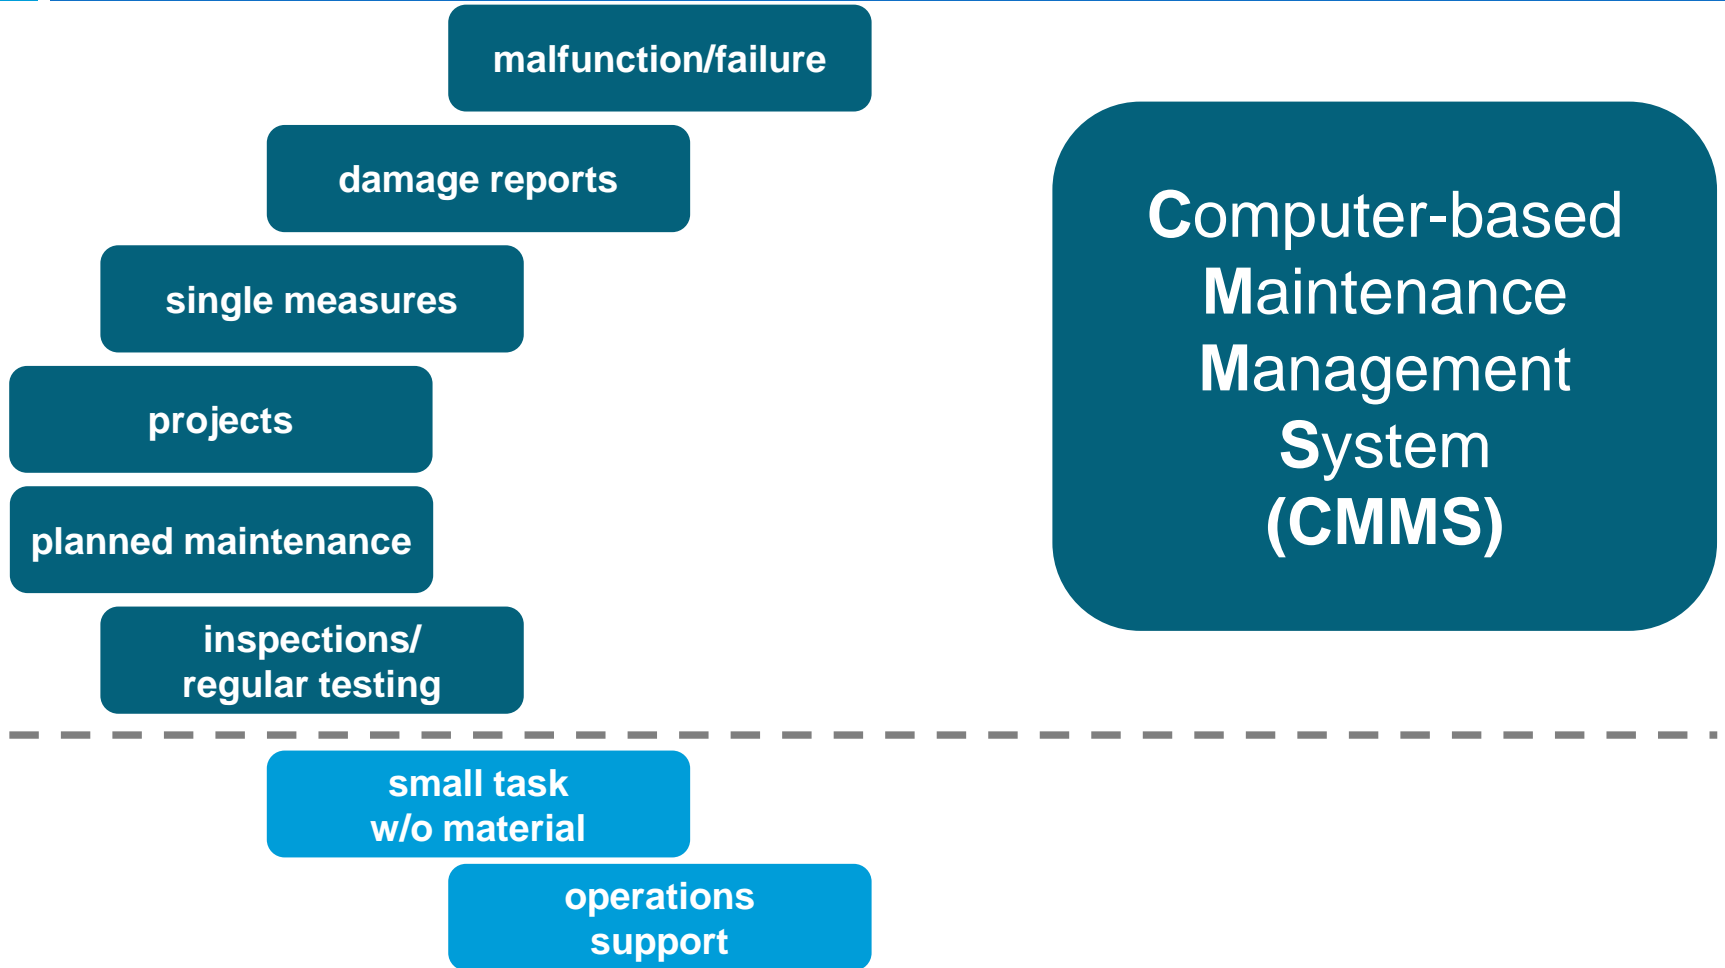 malfunction/failure
damage reports
single measures
projects
planned maintenance
inspections/
regular testing
small task
w/o material
operations
support
Computer-based
Maintenance
Management
System
(CMMS)